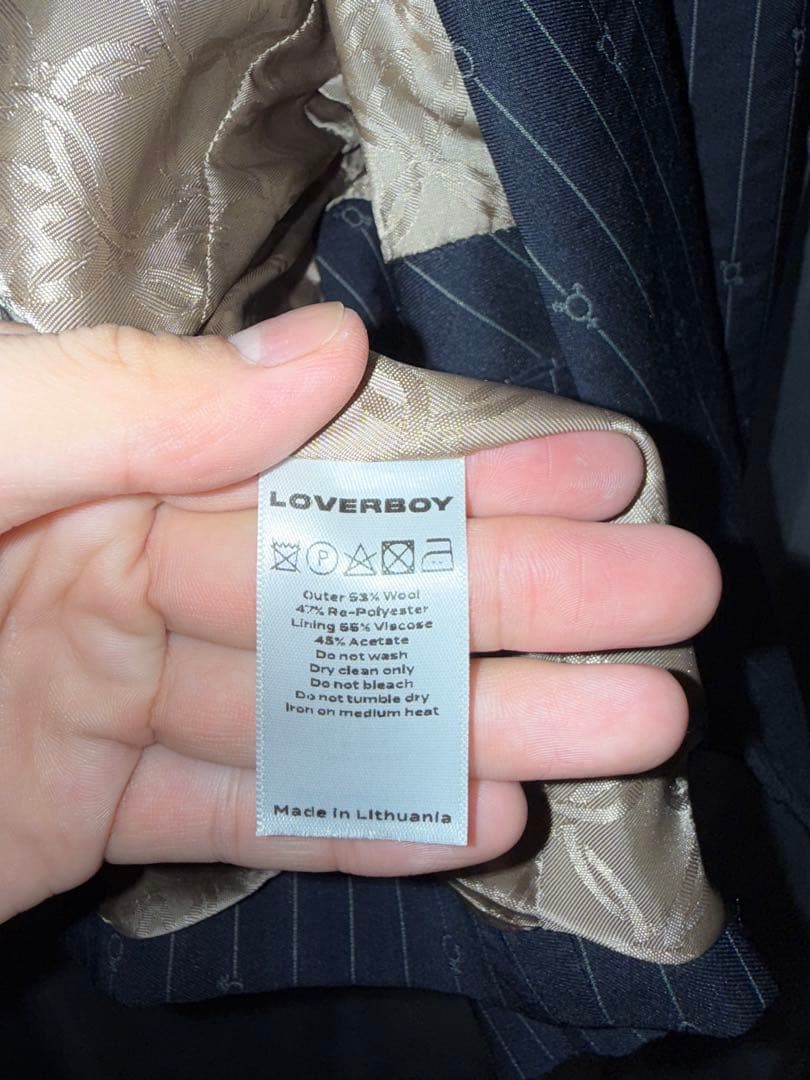 LOVERBOY
P
Outer 53% Wool
47% Re-Polyester
Lining 55% Viscose
45% Acetate
Do not wash
Dry clean only
Do not bleach
Do not tumble dry
Iron on medium heat
Made in Lithuania